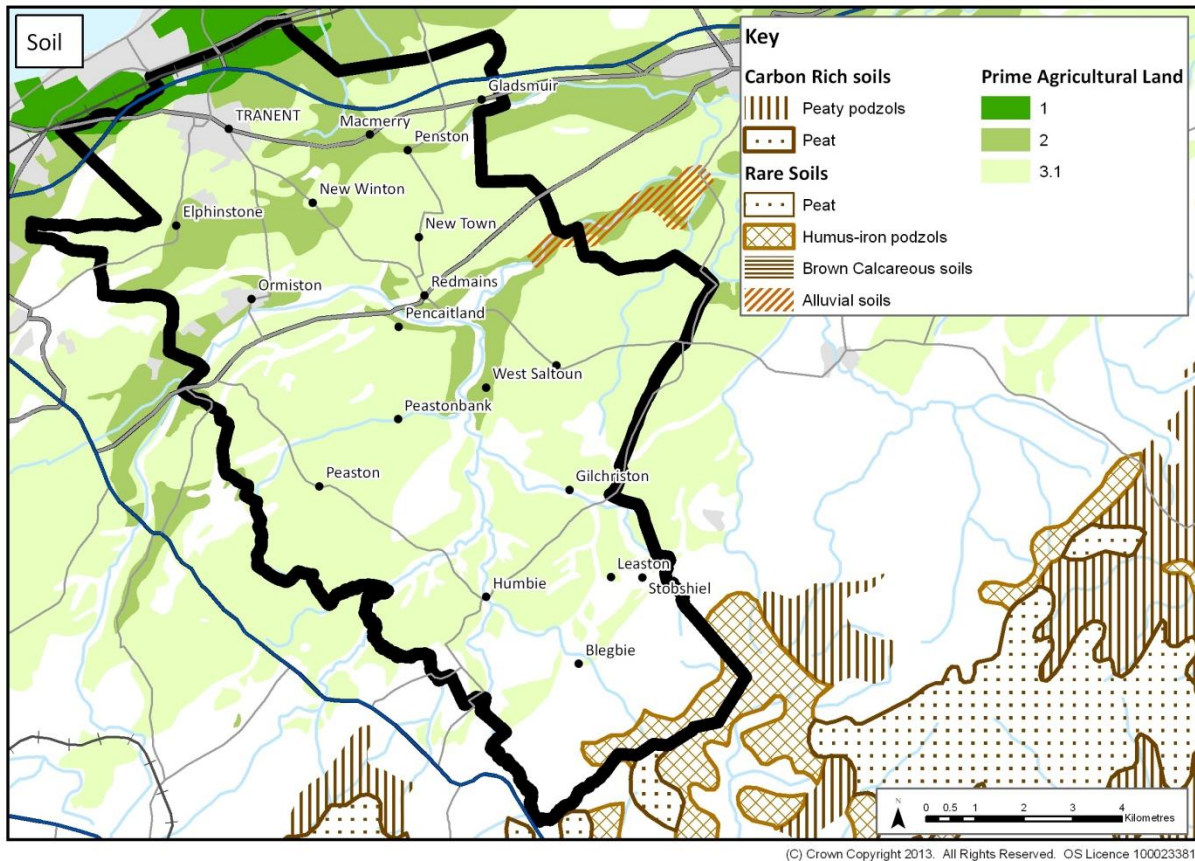 Soil
Key
Carbon Rich soils
Peaty podzols
Peat
Rare Soils
Peat
Humus-iron podzols
Brown Calcareous soils
Alluvial soils
Prime Agricultural Land
1
2
3.1
Gladsmuir
TRANENT
Macmerry
Penston
New Winton
Elphinstone
New Town
Ormiston
Redmains
Pencaitland
West Saltoun
Peastonbank
Peaston
Gilchriston
Leaston
Stobshiel
Humbie
Blegbie
N
0 0.5 1 2 3 4
Kilometres
(C) Crown Copyright 2013. All Rights Reserved. OS Licence 100023381